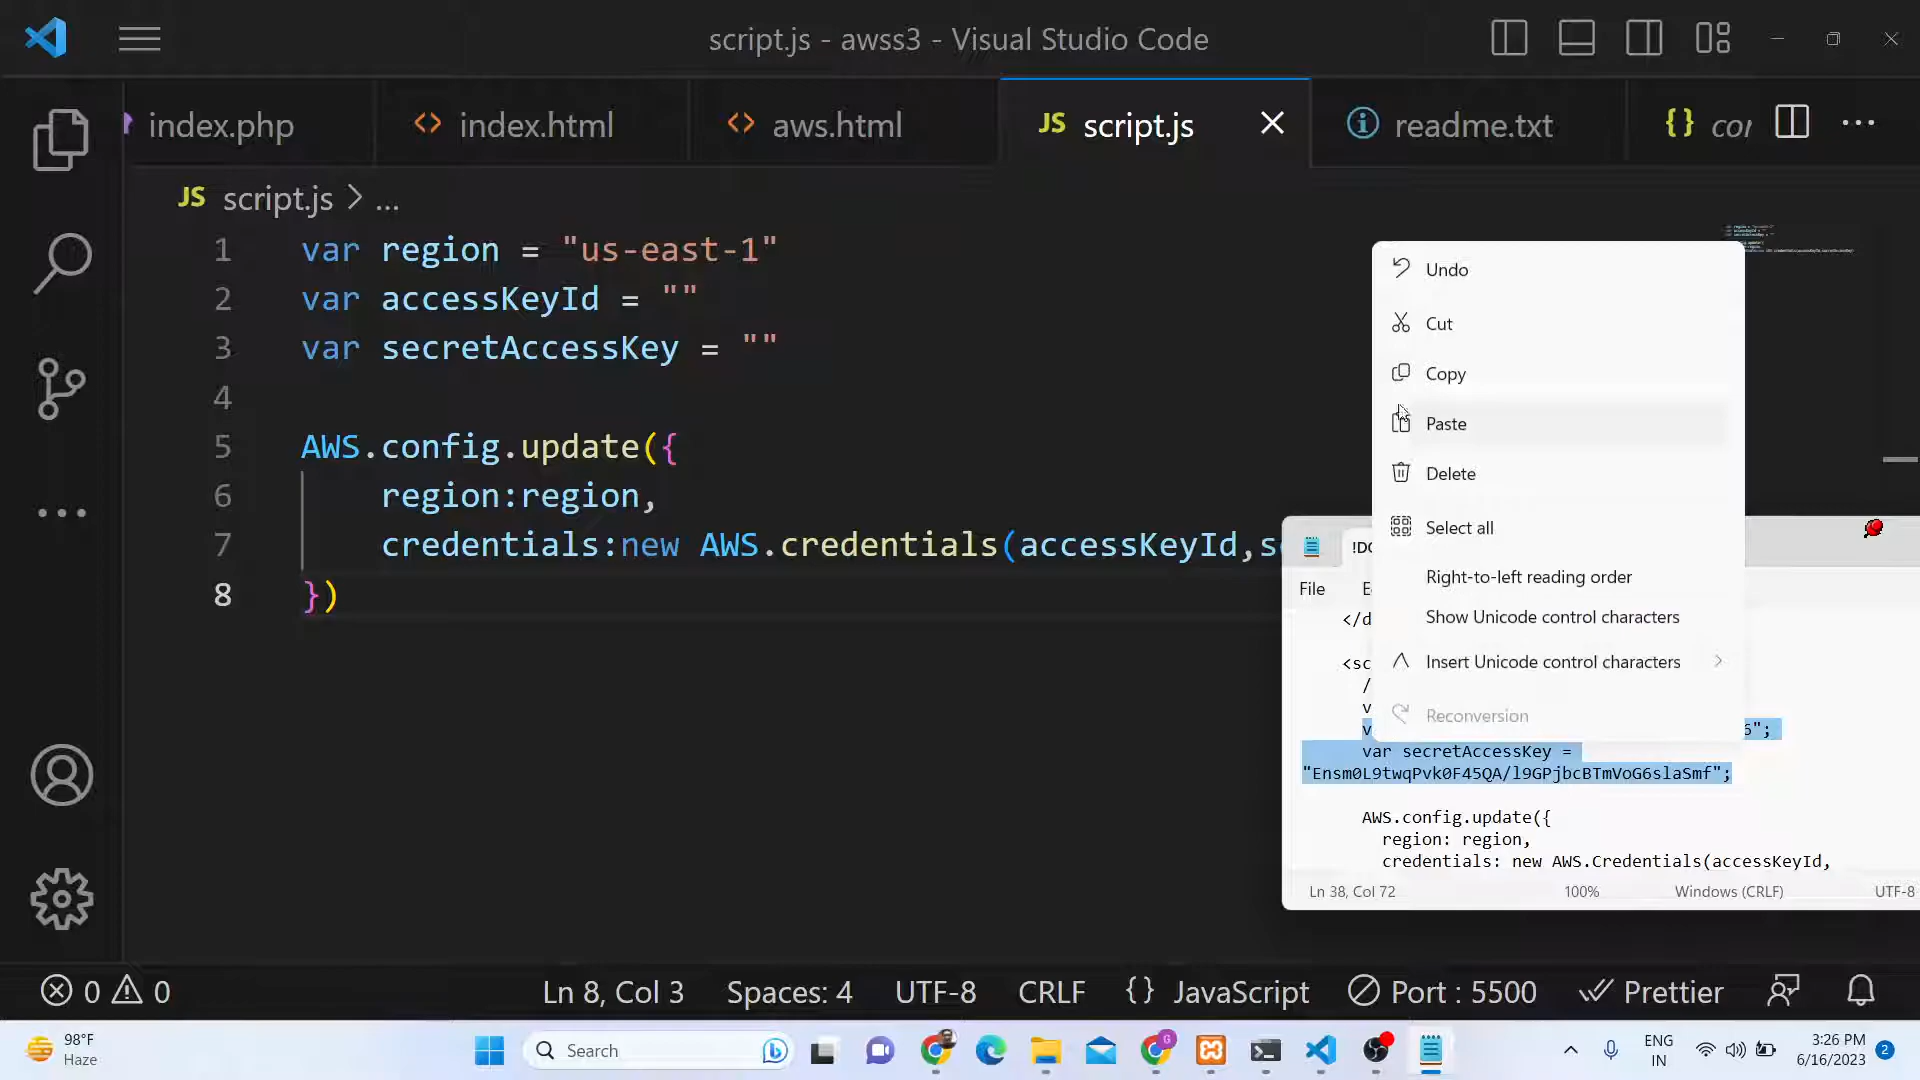 script.js - awss3 - Visual Studio Code
index.php
index.html
aws.html
JS script.js
readme.txt
{}
JS script.js > ...
1 var region = "us-east-1"
2 var accessKeyId = ""
3 var secretAccessKey = ""
4
5 AWS.config.update({
6 region:region,
7 credentials:new AWS.credentials(accessKeyId,
8 })
Undo
Cut
Copy
Paste
Delete
Select all
Right-to-left reading order
Show Unicode control characters
Insert Unicode control characters
Reconversion
File
6";
var secretAccessKey =
"Ensm0L9twqPvk0F45QA/l9GPjbcBTmVoG6slaSmf";
AWS.config.update({
region: region,
credentials: new AWS.Credentials(accessKeyId,
Ln 38, Col 72
100%
Windows (CRLF)
UTF-8
0 0
Ln 8, Col 3
Spaces: 4
UTF-8
CRLF
{} JavaScript
Port : 5500
Prettier
98°F
Haze
Search
ENG
IN
3:26 PM
6/16/2023
2